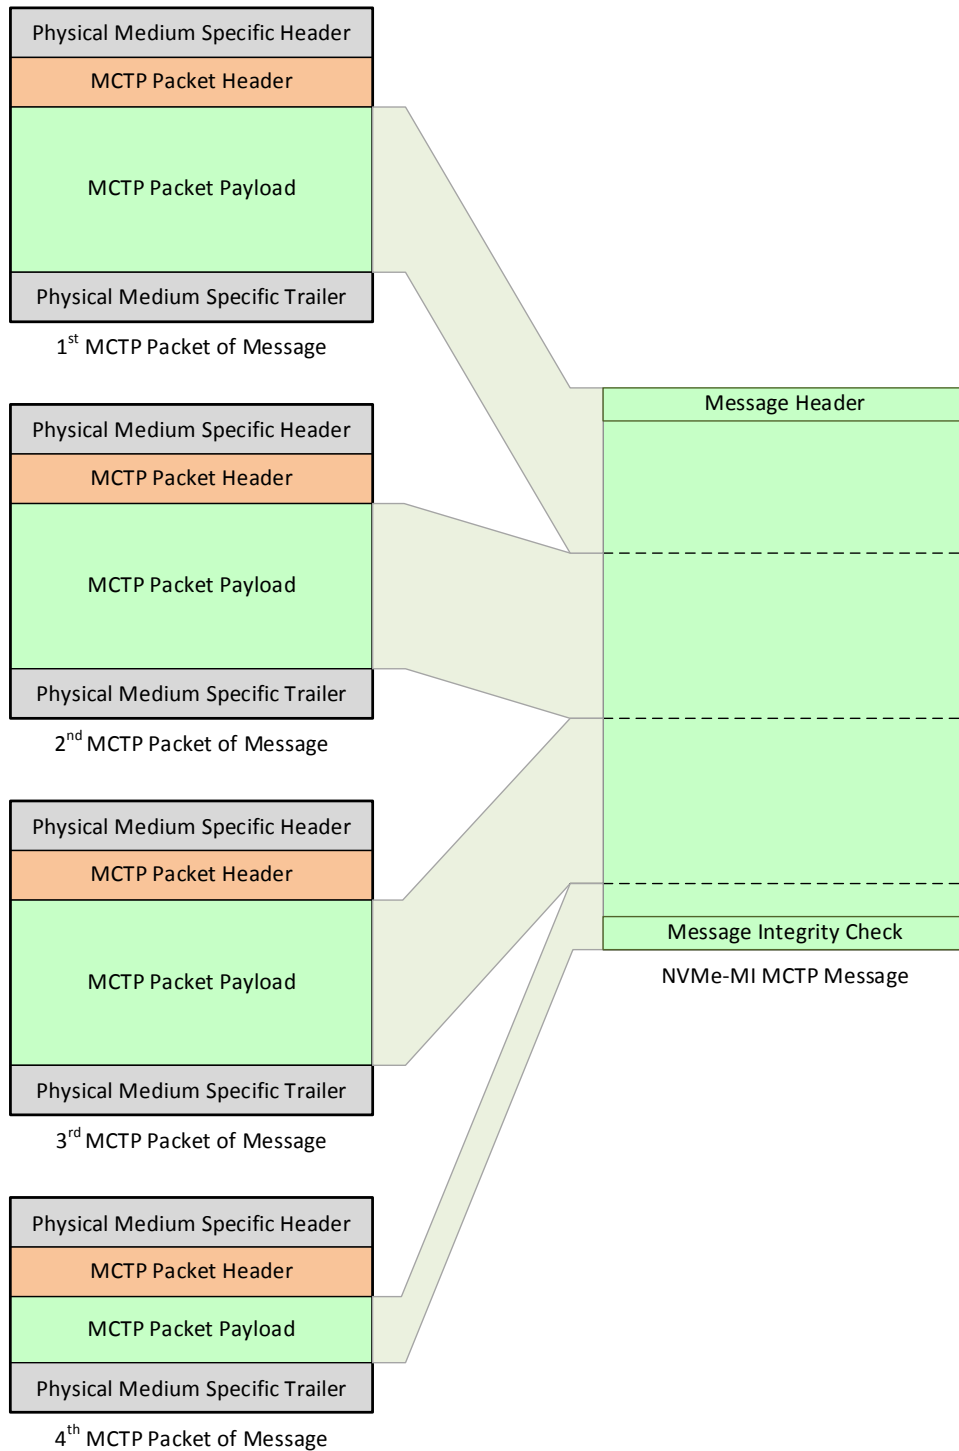 Physical Medium Specific Header
MCTP Packet Header
MCTP Packet Payload
Physical Medium Specific Trailer
1st MCTP Packet of Message
Physical Medium Specific Header
MCTP Packet Header
MCTP Packet Payload
Physical Medium Specific Trailer
2nd MCTP Packet of Message
Physical Medium Specific Header
MCTP Packet Header
MCTP Packet Payload
Physical Medium Specific Trailer
3rd MCTP Packet of Message
Physical Medium Specific Header
MCTP Packet Header
MCTP Packet Payload
Physical Medium Specific Trailer
4th MCTP Packet of Message
Message Header
Message Integrity Check
NVMe-MI MCTP Message